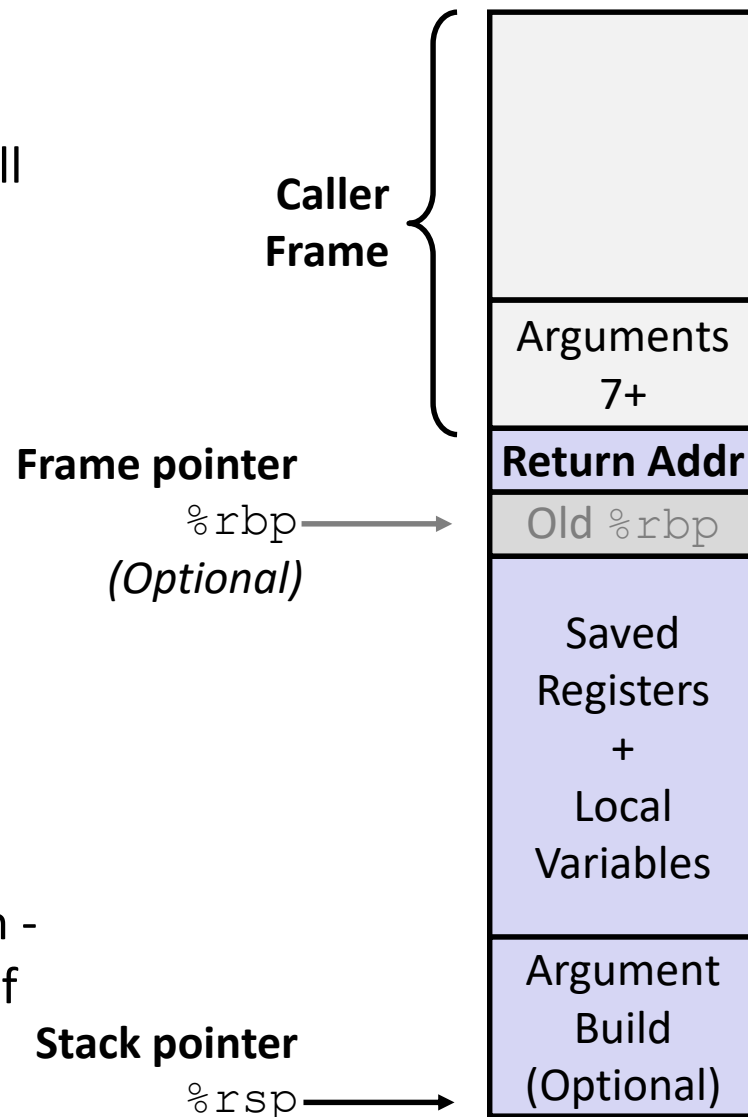 ll
Caller
Frame
Arguments
7+
Return Addr
Frame pointer
%rbp
(Optional)
Old %rbp
Saved
Registers
+
Local
Variables
n -
f
Argument
Build
(Optional)
Stack pointer
%rsp